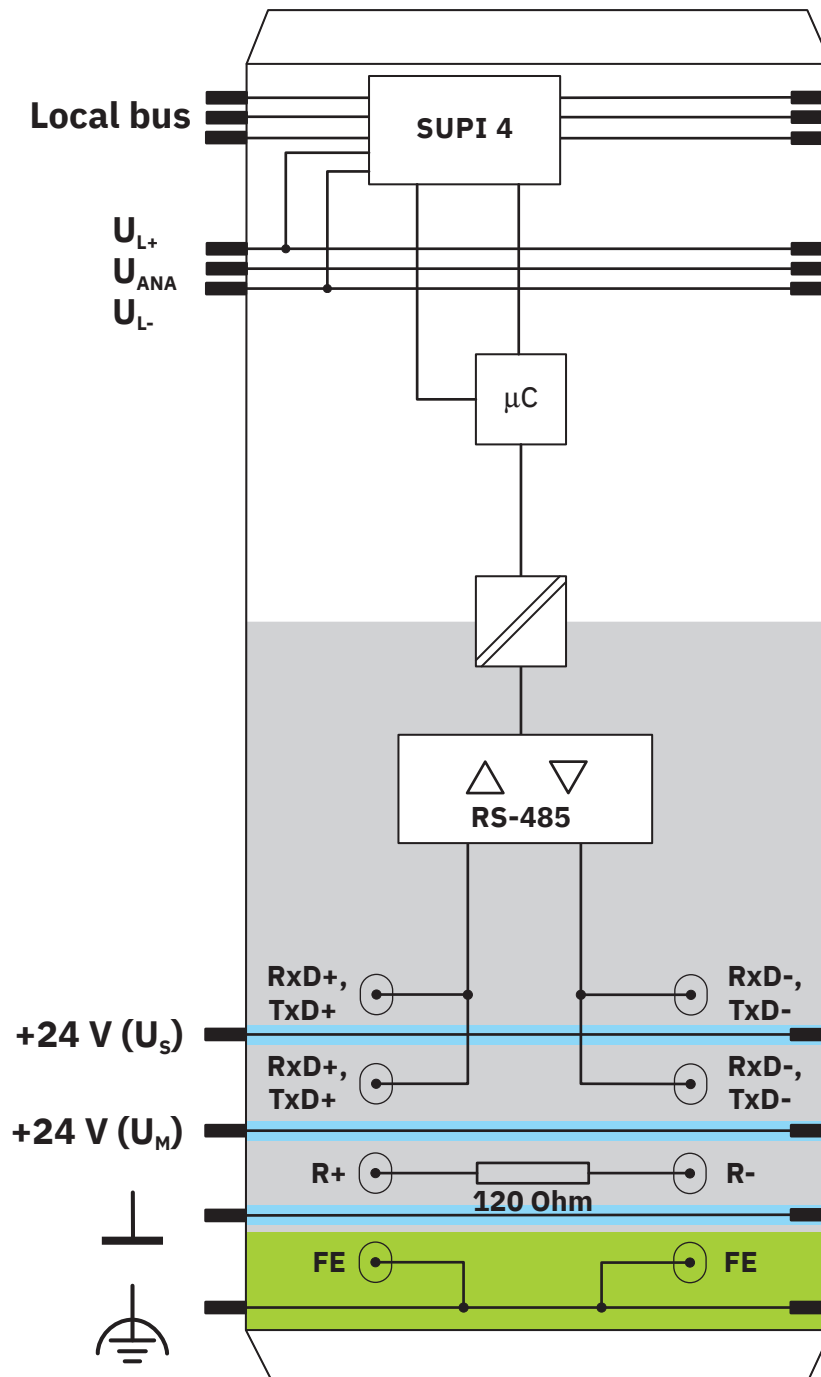 Local bus
SUPI 4
UL+
UANA
UL-
µC
RS-485
RxD+,
TxD+
RxD-,
TxD-
+24 V (US)
RxD+,
TxD+
RxD-,
TxD-
+24 V (UM)
R+
R-
120 Ohm
FE
FE